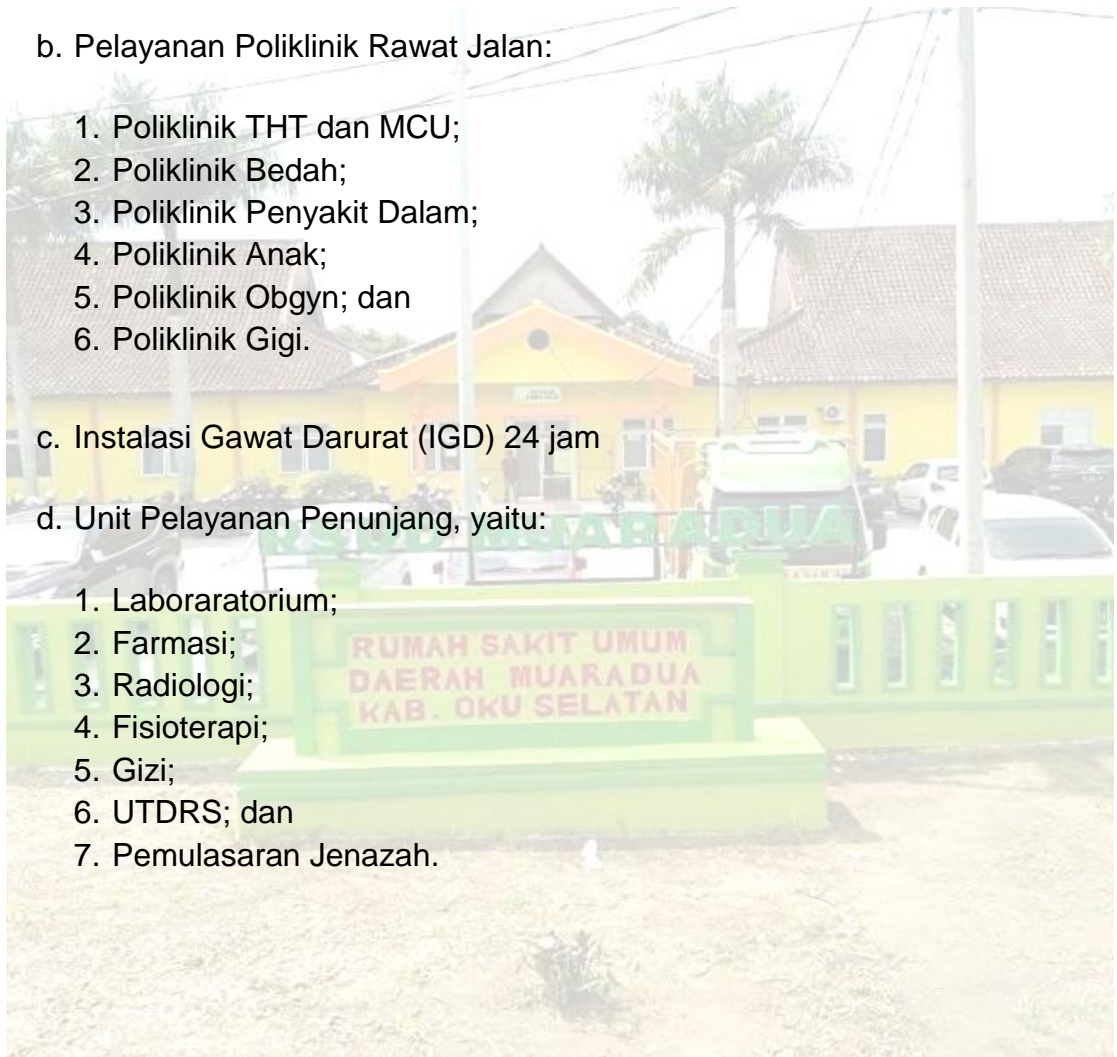 b. Pelayanan Poliklinik Rawat Jalan:
1. Poliklinik THT dan MCU;
2. Poliklinik Bedah;
3. Poliklinik Penyakit Dalam;
4. Poliklinik Anak;
5. Poliklinik Obgyn; dan
6. Poliklinik Gigi.
c. Instalasi Gawat Darurat (IGD) 24 jam
d. Unit Pelayanan Penunjang, yaitu:
RSUD MUARADUA
1. Laboraratorium;
2. Farmasi;
3. Radiologi;
4. Fisioterapi;
5. Gizi;
6. UTDRS; dan
7. Pemulasaran Jenazah.
RUMAH SAKIT UMUM
DAERAH MUARADUA
KAB. OKU SELATAN